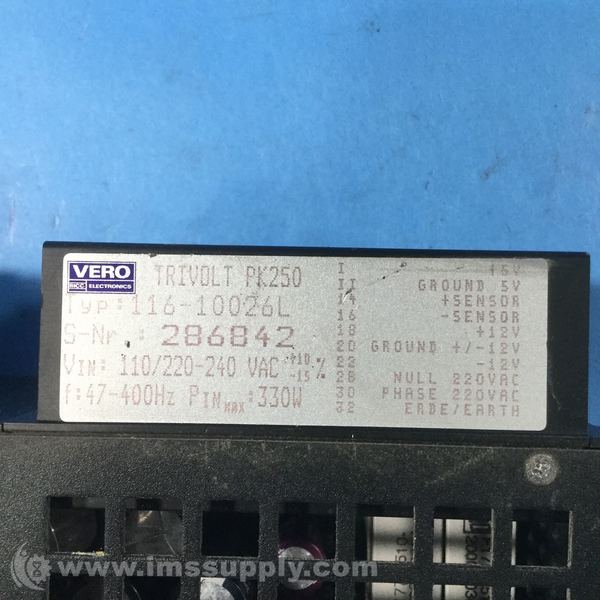 VERO
BICC ELECTRONICS
TRIVOLT PK250
Typ: 116-10026L
S-Nr.: 286842
VIN: 110/220-240 VAC +10 -15 %
f: 47-400Hz PINmax: 330W
I +5V
II GROUND 5V
14 +SENSOR
16 -SENSOR
18 +12V
20 GROUND +/-12V
22 -12V
28 NULL 220VAC
30 PHASE 220VAC
32 ERDE/EARTH
www.imssupply.com